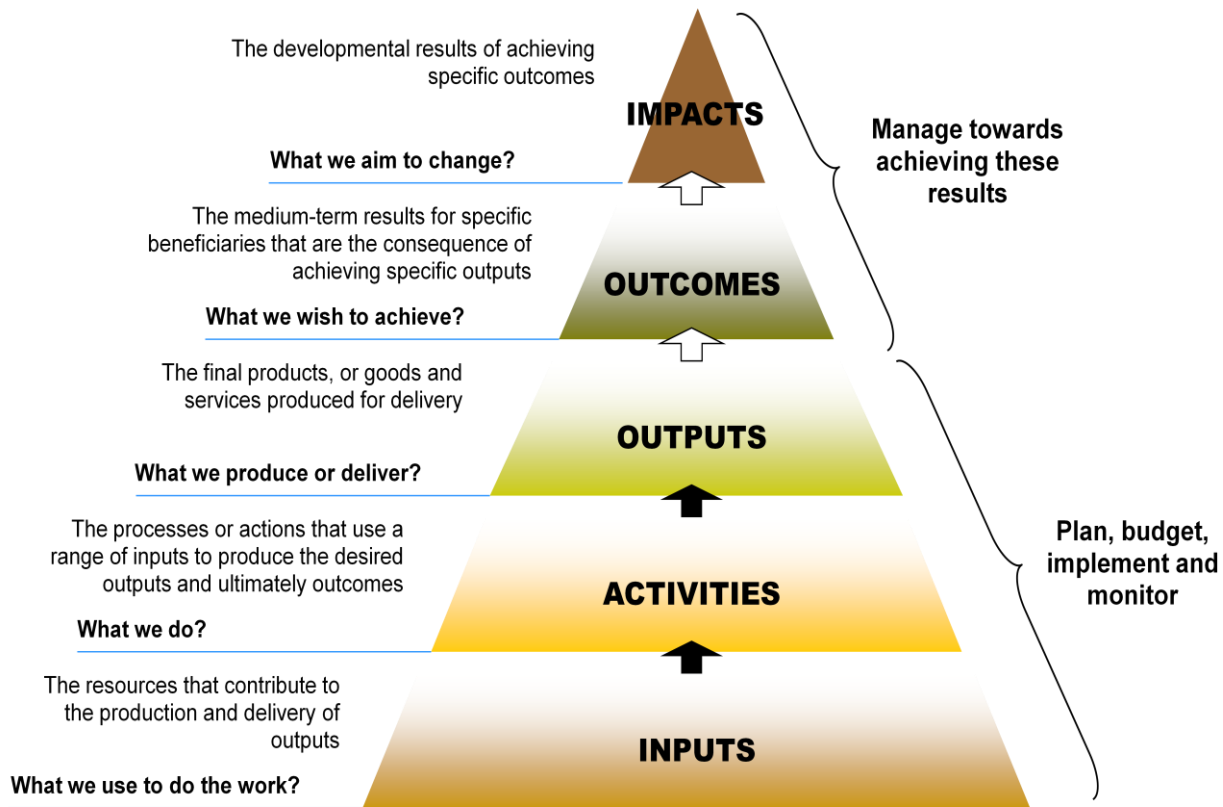 The developmental results of achieving
specific outcomes
IMPACTS
What we aim to change?
Manage towards
achieving these
results
The medium-term results for specific
beneficiaries that are the consequence of
achieving specific outputs
OUTCOMES
What we wish to achieve?
The final products, or goods and
services produced for delivery
OUTPUTS
What we produce or deliver?
The processes or actions that use a
range of inputs to produce the desired
outputs and ultimately outcomes
ACTIVITIES
What we do?
Plan, budget,
implement and
monitor
The resources that contribute to
the production and delivery of
outputs
INPUTS
What we use to do the work?